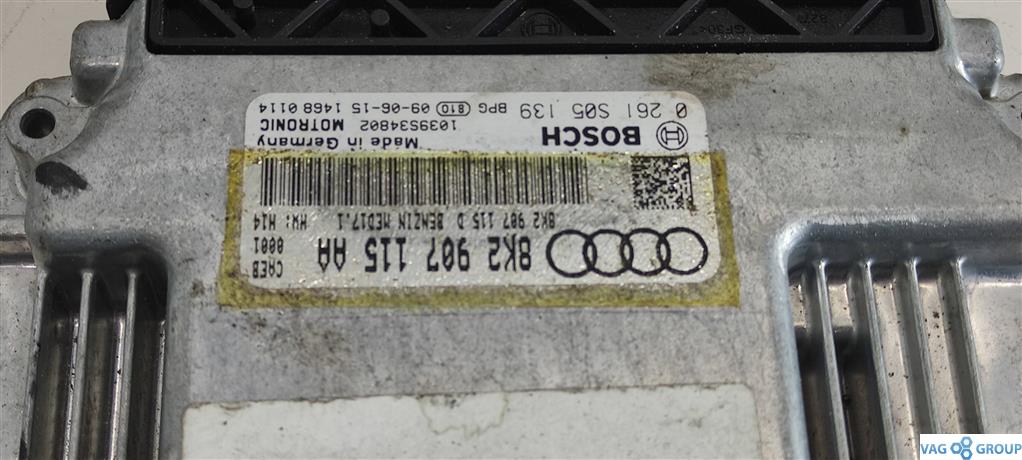 8K2 907 115 AA
CAEB
0001
8K2 907 115 D BENZIN MED17.1 HW: H14
BOSCH
Made in Germany
1039S34802 MOTRONIC
0 261 S05 139 BPG 810 09-06-15 1468 0114
VAG GROUP